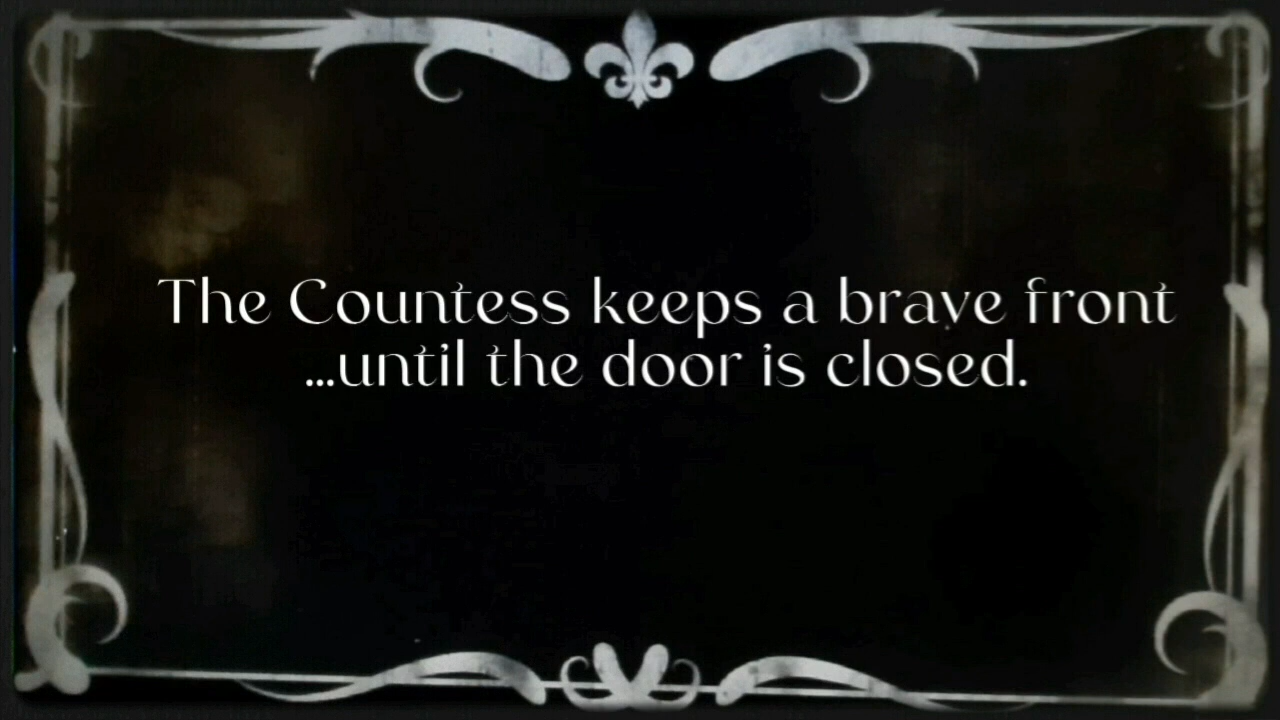 The Countess keeps a brave front
...until the door is closed.